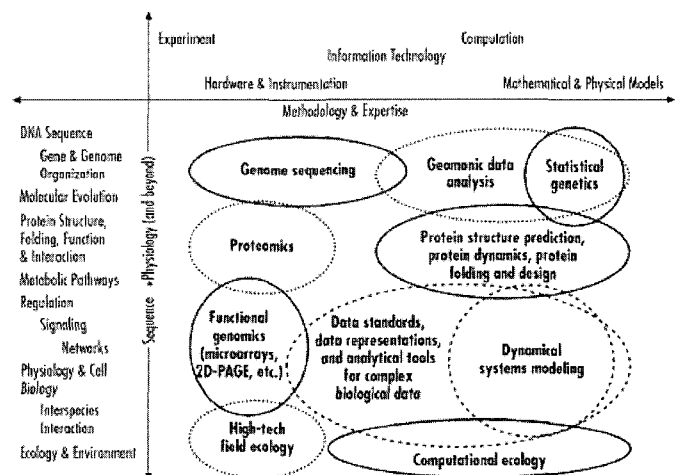 Experiment
Computation
Information Technology
Hardware & Instrumentation
Mathematical & Physical Models
Methodology & Expertise
DNA Sequence
Gene & Genome
Organization
Molecular Evolution
Protein Structure,
Folding, Function
& Interaction
Metabolic Pathways
Regulation
Signaling
Networks
Physiology & Cell
Biology
Interspecies
Interaction
Ecology & Environment
Sequence • Physiology (and beyond)
Genome sequencing
Geamonic data
analysis
Statistical
genetics
Proteomics
Protein structure prediction,
protein dynamics, protein
folding and design
Functional
genomics
(microarrays,
2D-PAGE, etc.)
Data standards,
data representations,
and analytical tools
for complex
biological data
Dynamical
systems modeling
High-tech
field ecology
Computational ecology